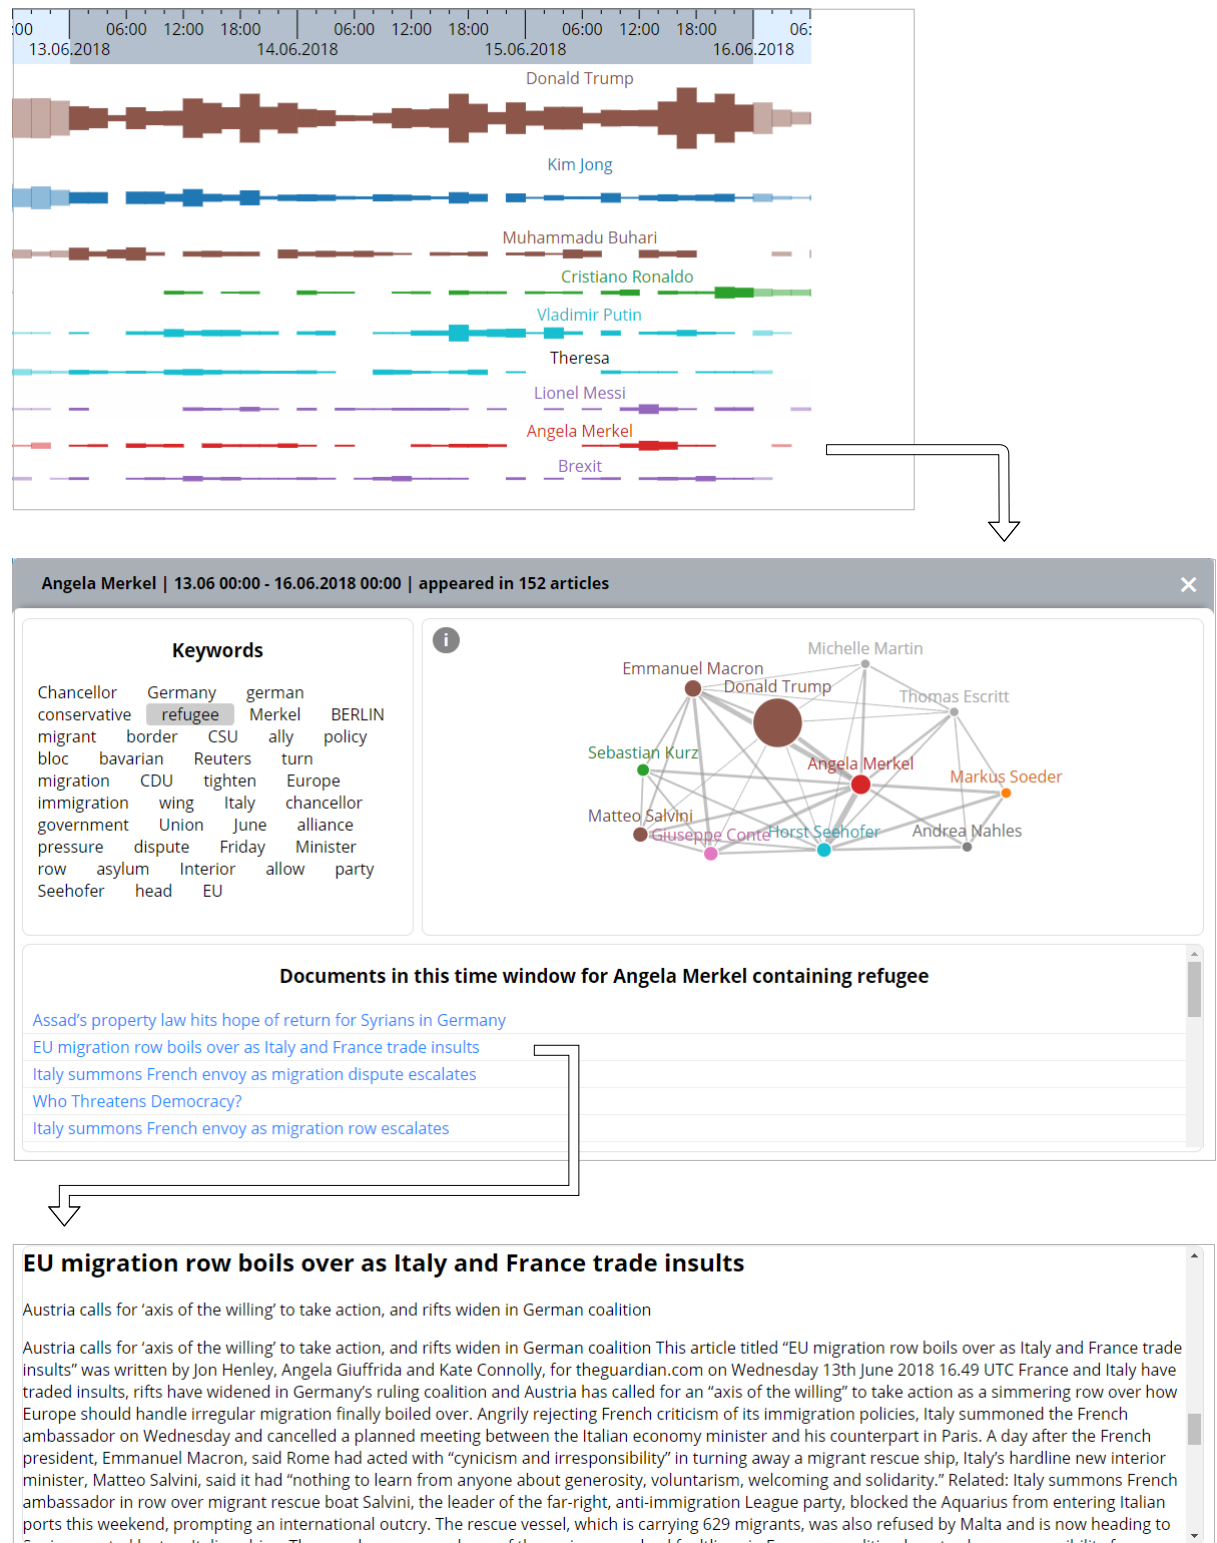 :00 06:00 12:00 18:00 06:00 12:00 18:00 06:00 12:00 18:00 06:
13.06.2018 14.06.2018 15.06.2018 16.06.2018
Donald Trump
Kim Jong
Muhammadu Buhari
Cristiano Ronaldo
Vladimir Putin
Theresa
Lionel Messi
Angela Merkel
Brexit
Angela Merkel | 13.06 00:00 - 16.06.2018 00:00 | appeared in 152 articles
Keywords
Chancellor Germany german
conservative refugee Merkel BERLIN
migrant border CSU ally policy
bloc bavarian Reuters turn
migration CDU tighten Europe
immigration wing Italy chancellor
government Union June alliance
pressure dispute Friday Minister
row asylum Interior allow party
Seehofer head EU
i
Michelle Martin
Emmanuel Macron
Donald Trump
Thomas Escritt
Sebastian Kurz
Angela Merkel
Markus Soeder
Matteo Salvini
Giuseppe Conte
Horst Seehofer
Andrea Nahles
Documents in this time window for Angela Merkel containing refugee
Assad's property law hits hope of return for Syrians in Germany
EU migration row boils over as Italy and France trade insults
Italy summons French envoy as migration dispute escalates
Who Threatens Democracy?
Italy summons French envoy as migration row escalates
EU migration row boils over as Italy and France trade insults
Austria calls for ‘axis of the willing’ to take action, and rifts widen in German coalition
Austria calls for ‘axis of the willing’ to take action, and rifts widen in German coalition This article titled “EU migration row boils over as Italy and France trade
insults” was written by Jon Henley, Angela Giuffrida and Kate Connolly, for theguardian.com on Wednesday 13th June 2018 16.49 UTC France and Italy have
traded insults, rifts have widened in Germany’s ruling coalition and Austria has called for an “axis of the willing” to take action as a simmering row over how
Europe should handle irregular migration finally boiled over. Angrily rejecting French criticism of its immigration policies, Italy summoned the French
ambassador on Wednesday and cancelled a planned meeting between the Italian economy minister and his counterpart in Paris. A day after the French
president, Emmanuel Macron, said Rome had acted with “cynicism and irresponsibility” in turning away a migrant rescue ship, Italy’s hardline new interior
minister, Matteo Salvini, said it had “nothing to learn from anyone about generosity, voluntarism, welcoming and solidarity.” Related: Italy summons French
ambassador in row over migrant rescue boat Salvini, the leader of the far-right, anti-immigration League party, blocked the Aquarius from entering Italian
ports this weekend, prompting an international outcry. The rescue vessel, which is carrying 629 migrants, was also refused by Malta and is now heading to